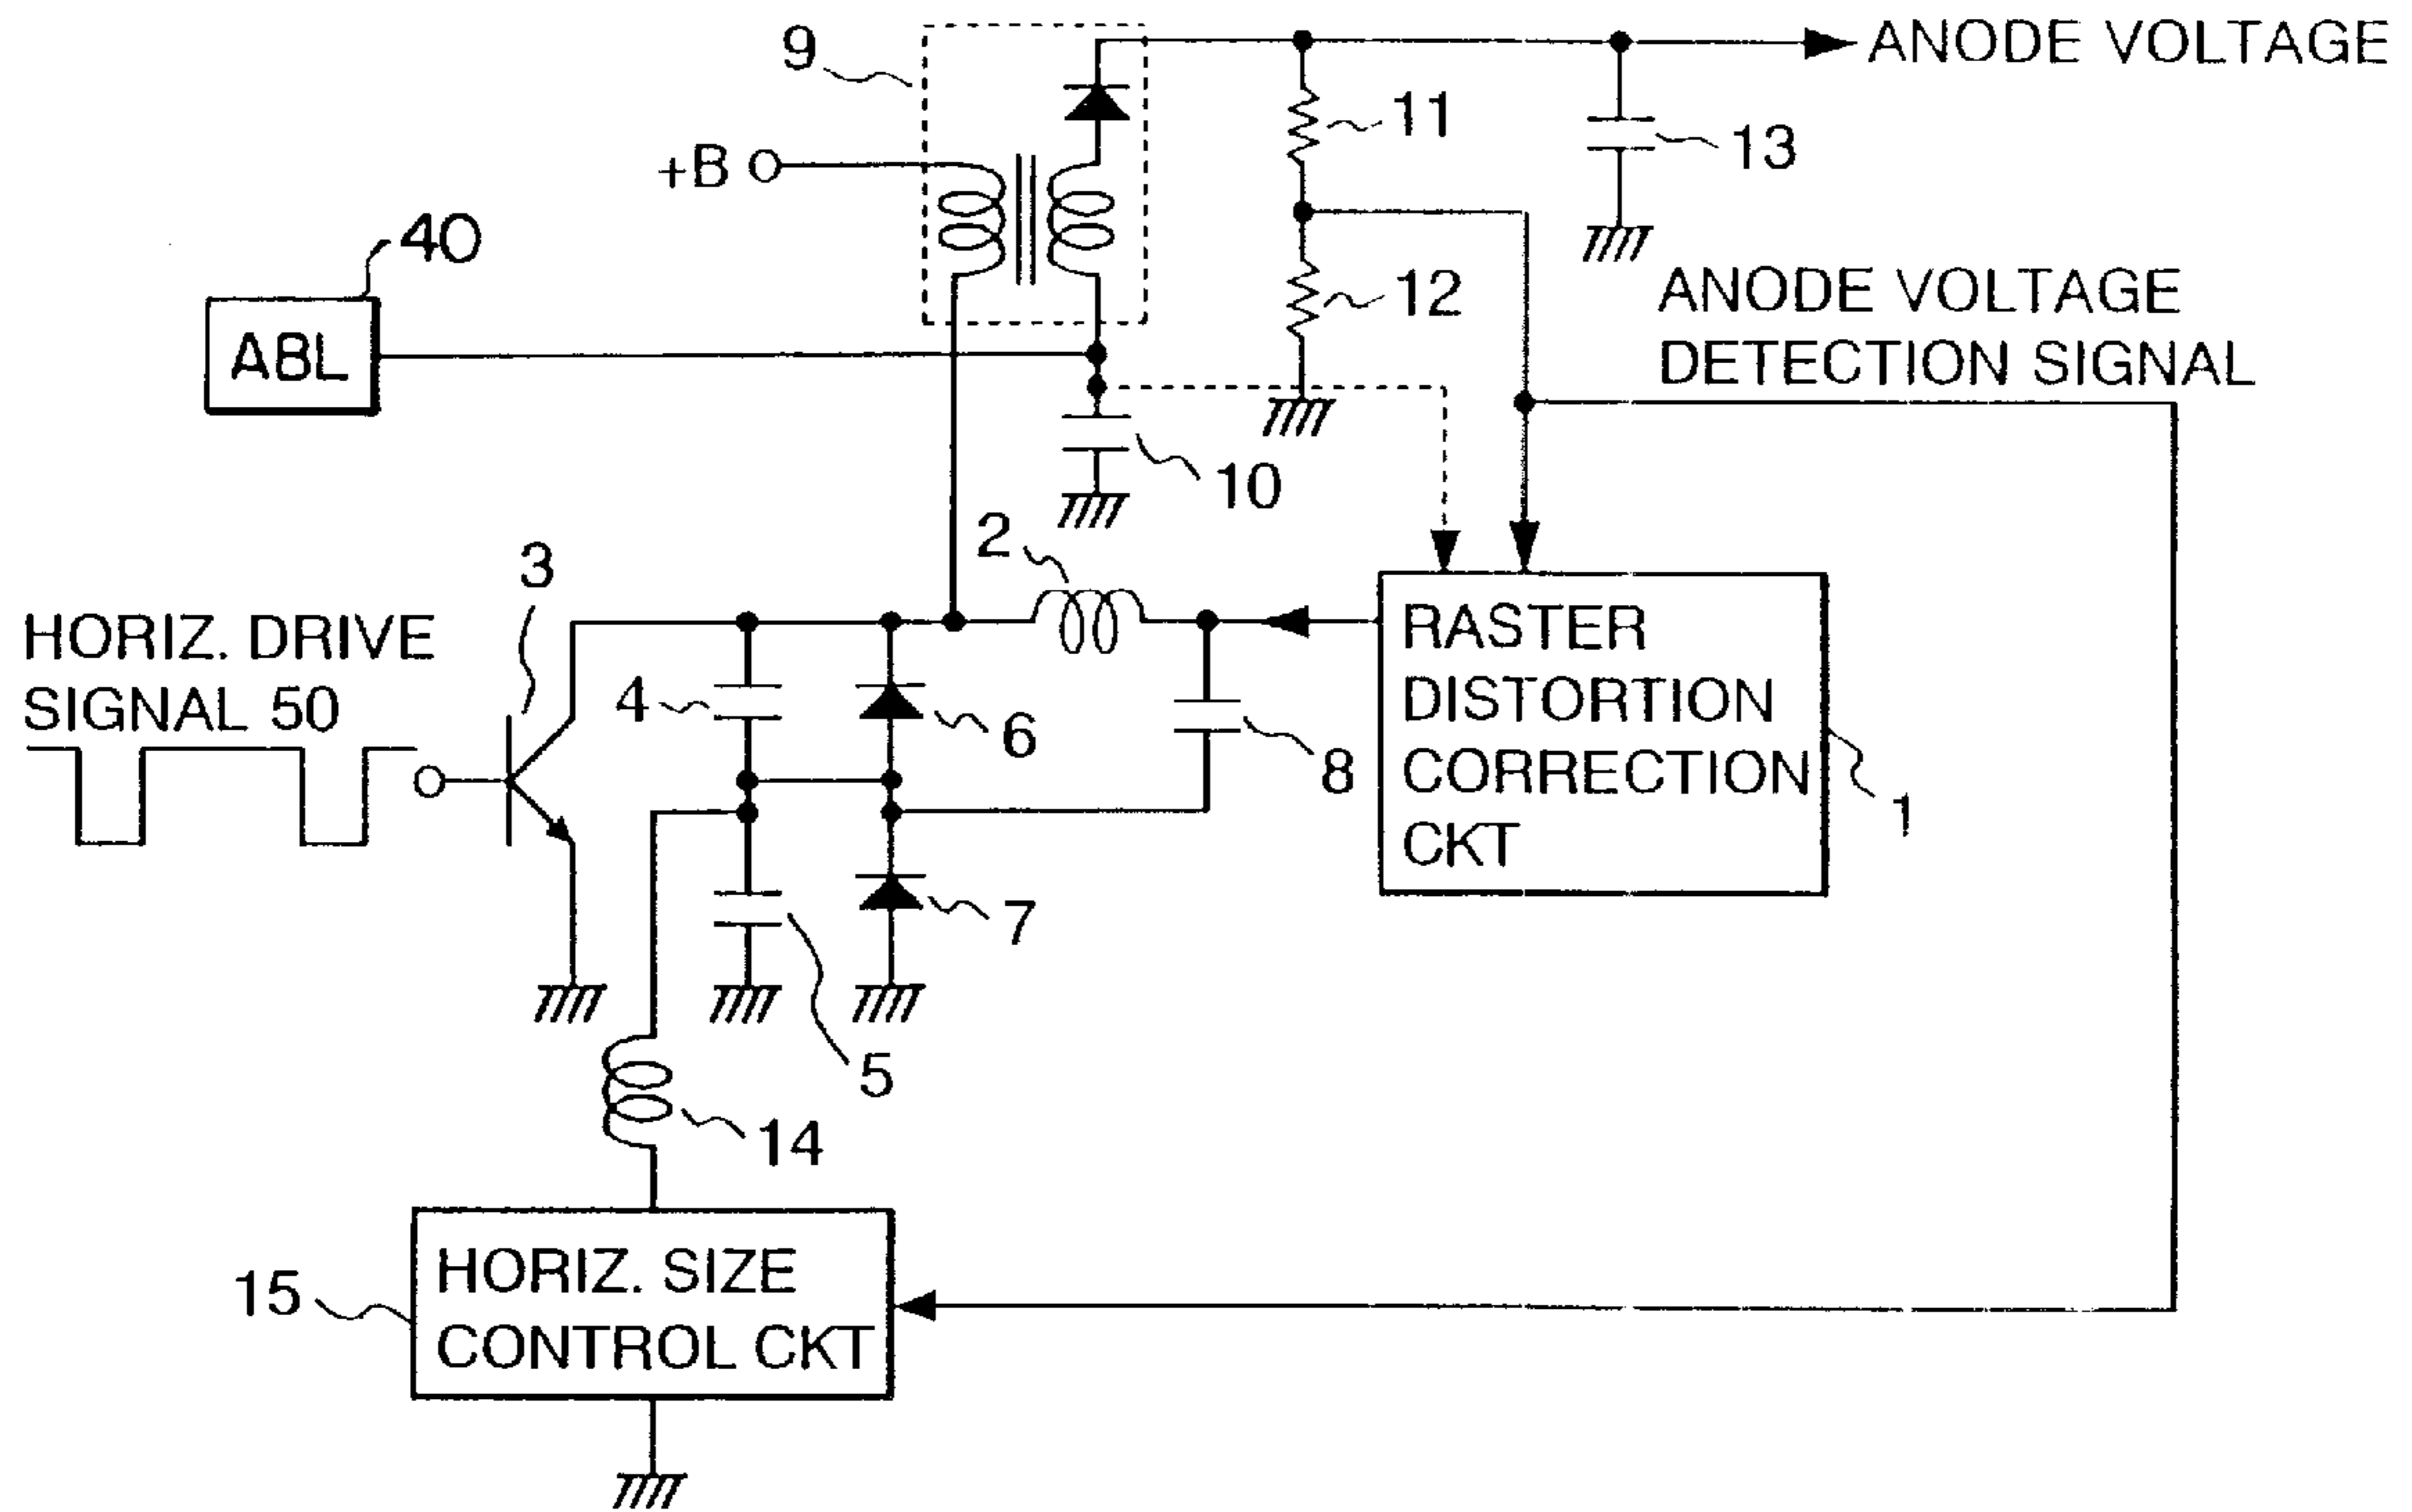 9
ANODE VOLTAGE
11
13
+B
40
12
ANODE VOLTAGE
DETECTION SIGNAL
ABL
10
2
3
HORIZ. DRIVE
SIGNAL 50
4
6
8
RASTER
DISTORTION
CORRECTION
CKT
1
7
5
14
15
HORIZ. SIZE
CONTROL CKT